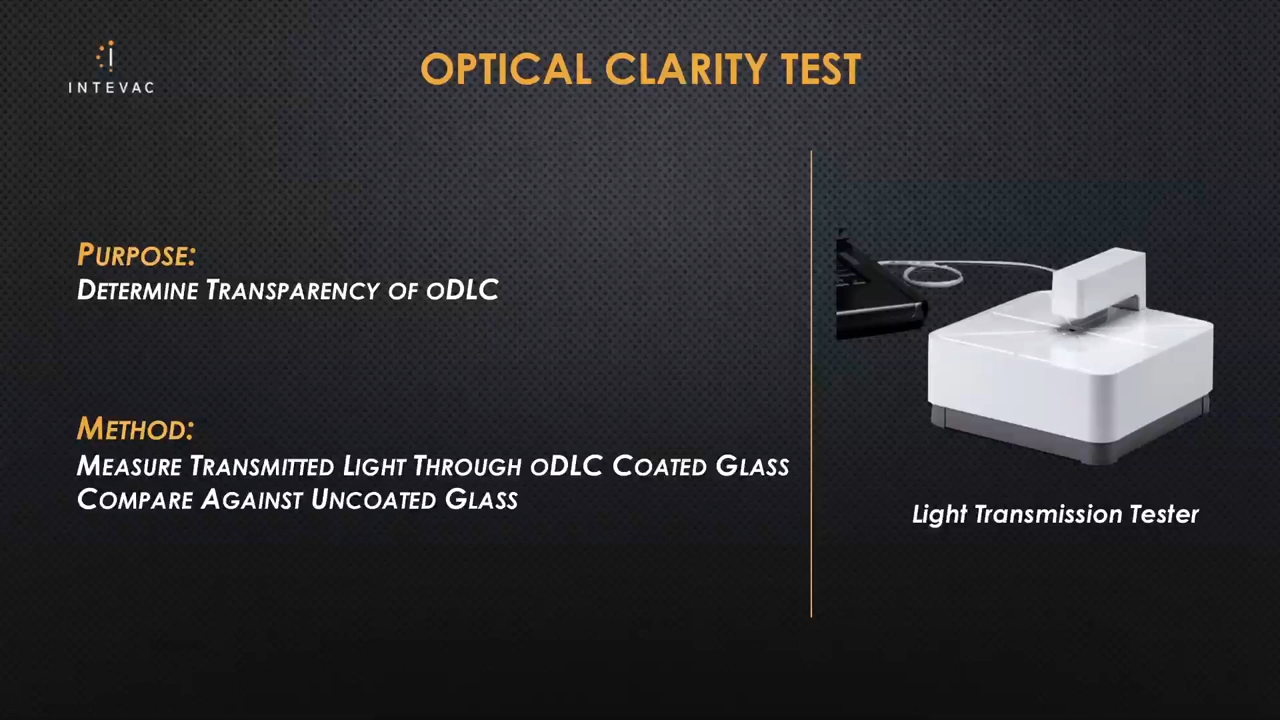 INTEVAC
OPTICAL CLARITY TEST
PURPOSE:
DETERMINE TRANSPARENCY OF oDLC
METHOD:
MEASURE TRANSMITTED LIGHT THROUGH oDLC COATED GLASS
COMPARE AGAINST UNCOATED GLASS
Light Transmission Tester